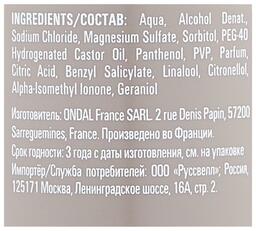 INGREDIENTS/СОСТАВ: Aqua, Alcohol Denat.,
Sodium Chloride, Magnesium Sulfate, Sorbitol, PEG-40
Hydrogenated Castor Oil, Panthenol, PVP, Parfum,
Citric Acid, Benzyl Salicylate, Linalool, Citronellol,
Alpha-Isomethyl Ionone, Geraniol
Изготовитель: ONDAL France SARL. 2 rue Denis Papin, 57200
Sarreguemines, France. Произведено во Франции.
Срок годности: 3 года с даты изготовления, см. на упаковке
Импортёр/Служба потребителей: ООО «Руссвелл», Россия,
125171 Москва, Ленинградское шоссе, 16А, стр. 2.